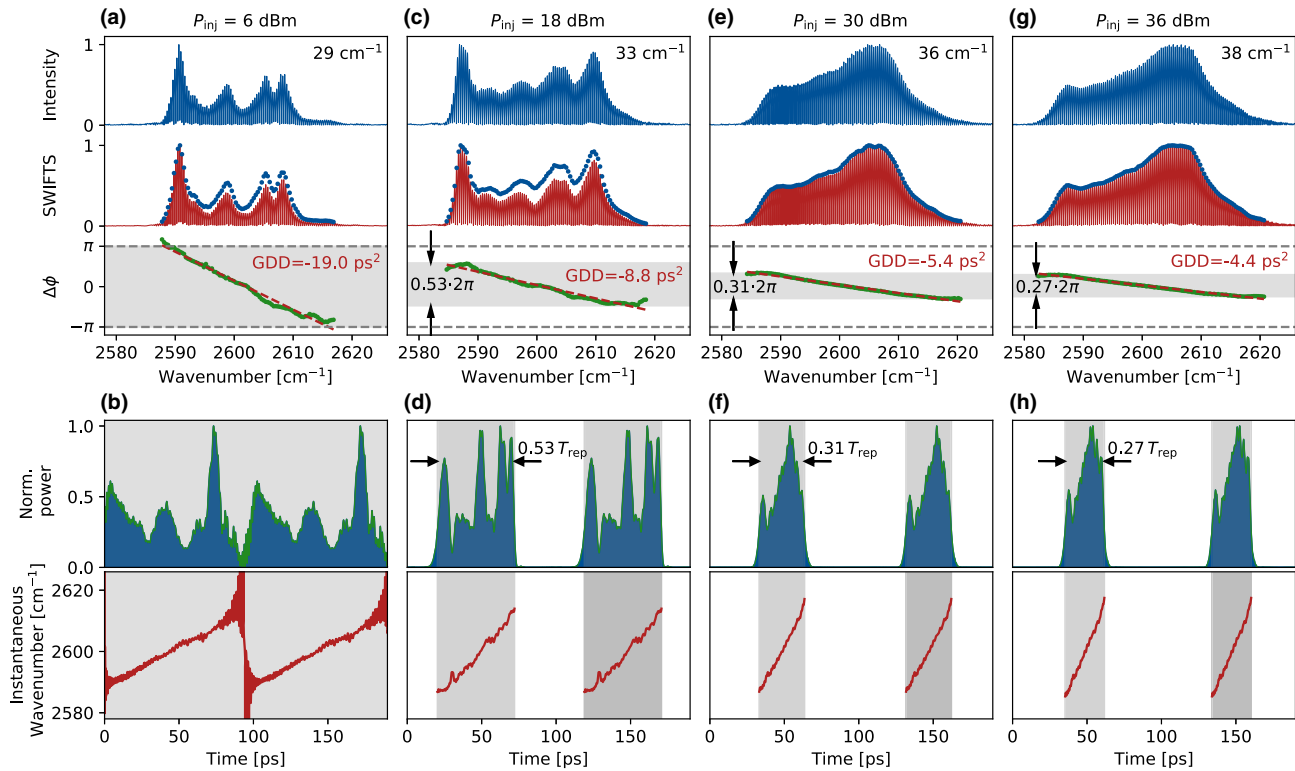 (a) P_inj = 6 dBm (c) P_inj = 18 dBm (e) P_inj = 30 dBm (g) P_inj = 36 dBm
Intensity
1
0
29 cm⁻¹
33 cm⁻¹
36 cm⁻¹
38 cm⁻¹
SWIFTS
1
0
Δϕ
π
0
−π
GDD=-19.0 ps²
GDD=-8.8 ps²
0.53·2π
GDD=-5.4 ps²
0.31·2π
GDD=-4.4 ps²
0.27·2π
2580 2590 2600 2610 2620 2580 2590 2600 2610 2620 2580 2590 2600 2610 2620 2580 2590 2600 2610 2620
Wavenumber [cm⁻¹] Wavenumber [cm⁻¹] Wavenumber [cm⁻¹] Wavenumber [cm⁻¹]
(b) (d) (f) (h)
Norm.
power
1.0
0.5
0.0
0.53 T_rep
0.31 T_rep
0.27 T_rep
Instantaneous
Wavenumber [cm⁻¹]
2620
2600
2580
0 50 100 150 0 50 100 150 0 50 100 150 0 50 100 150
Time [ps] Time [ps] Time [ps] Time [ps]